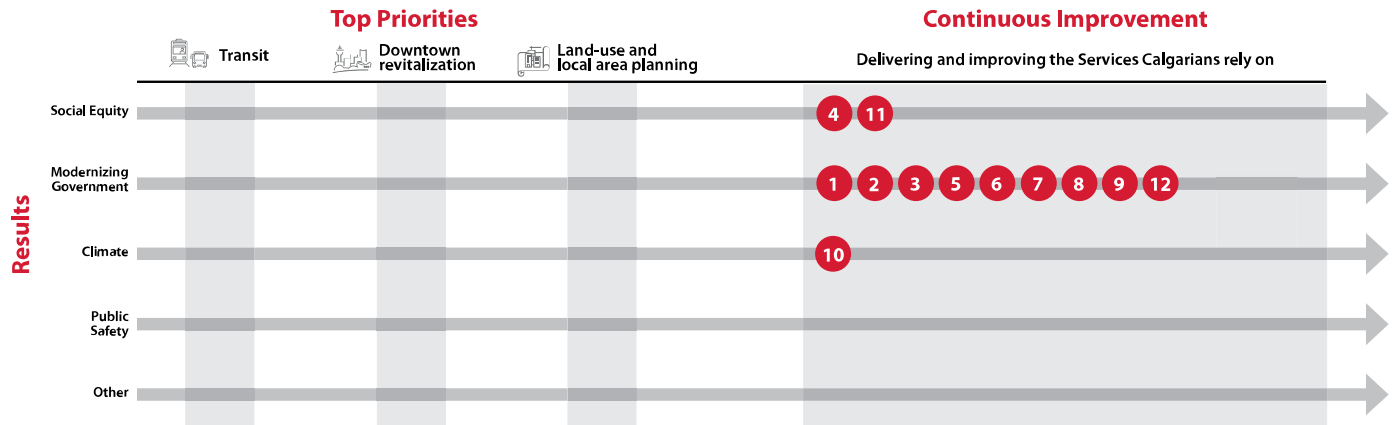 Top Priorities
Continuous Improvement
Transit
Downtown
revitalization
Land-use and
local area planning
Delivering and improving the Services Calgarians rely on
Results
Social Equity
4 11
Modernizing
Government
1 2 3 5 6 7 8 9 12
Climate
10
Public
Safety
Other